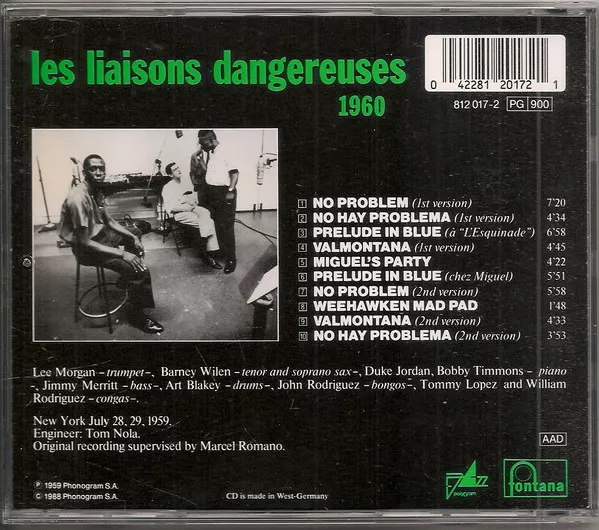 les liaisons dangereuses
1960
0 42281 20172 1
812 017-2 PG 900
1 NO PROBLEM (1st version) 7'20
2 NO HAY PROBLEMA (1st version) 4'34
3 PRELUDE IN BLUE (à "L'Esquinade") 6'58
4 VALMONTANA (1st version) 4'45
5 MIGUEL'S PARTY 4'22
6 PRELUDE IN BLUE (chez Miguel) 5'51
7 NO PROBLEM (2nd version) 5'58
8 WEEHAWKEN MAD PAD 1'48
9 VALMONTANA (2nd version) 4'33
10 NO HAY PROBLEMA (2nd version) 3'53
Lee Morgan – trumpet –, Barney Wilen – tenor and soprano sax –, Duke Jordan, Bobby Timmons – piano
–, Jimmy Merritt – bass –, Art Blakey – drums –, John Rodriguez – bongos –, Tommy Lopez and William
Rodriguez – congas –.
New York July 28, 29, 1959.
Engineer: Tom Nola.
Original recording supervised by Marcel Romano.
AAD
℗ 1959 Phonogram S.A.
© 1988 Phonogram S.A.
CD is made in West-Germany
JAZZ
polygram
fontana